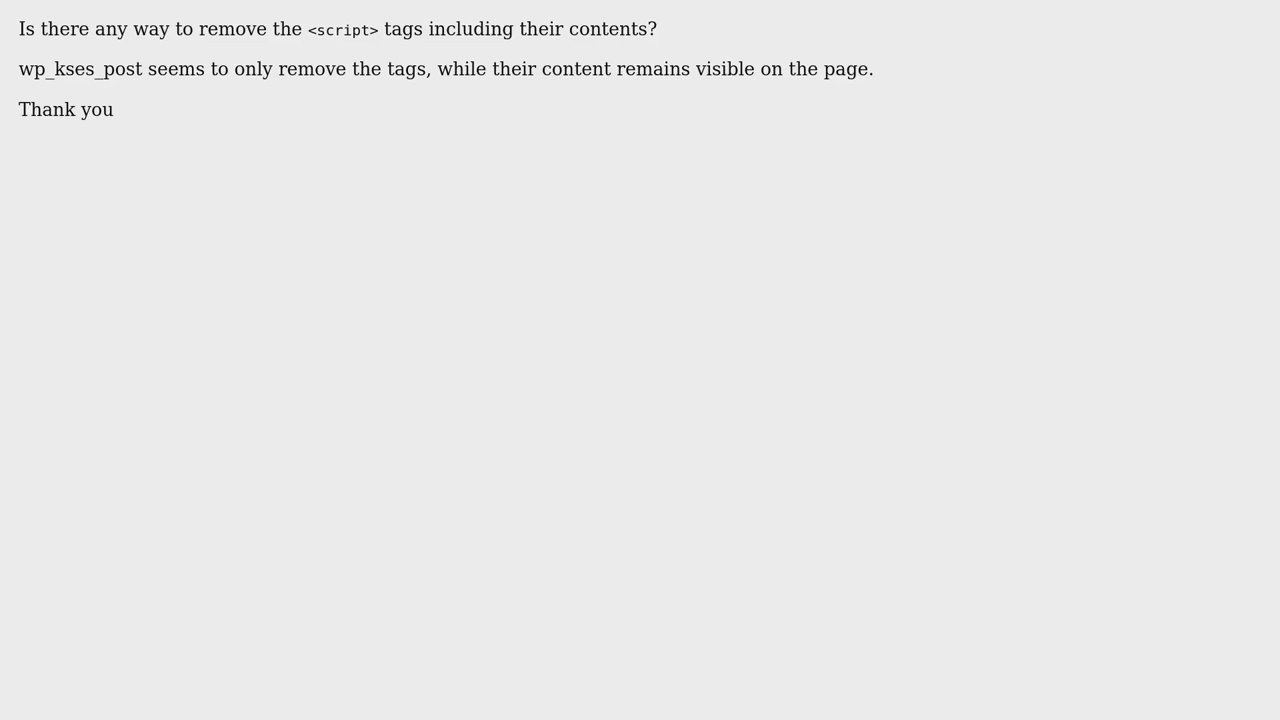 Is there any way to remove the <script> tags including their contents?
wp_kses_post seems to only remove the tags, while their content remains visible on the page.
Thank you